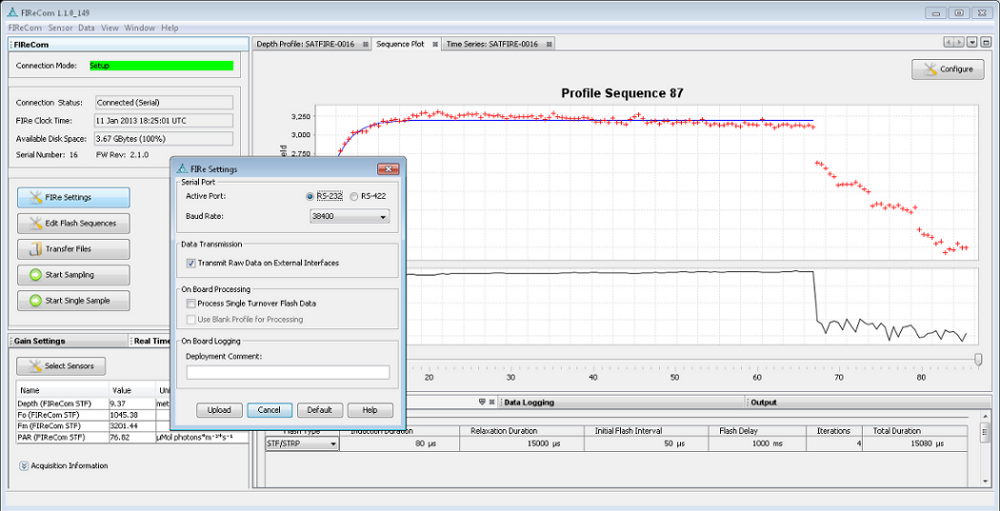 FIReCom 1.1.0_149
FIReCom Sensor Data View Window Help
FIReCom
Connection Mode: Setup
Connection Status: Connected (Serial)
FIRe Clock Time: 11 Jan 2013 18:25:01 UTC
Available Disk Space: 3.67 GBytes (100%)
Serial Number: 16 FW Rev: 2.1.0
FIRe Settings
Edit Flash Sequences
Transfer Files
Start Sampling
Start Single Sample
Gain Settings Real Time
Select Sensors
Name Value Uni
Depth (FIReCom STF) 9.37 met
Fo (FIReCom STF) 1045.38
Fm (FIReCom STF) 3201.44
PAR (FIReCom STF) 76.82 µMol photons*m⁻²*s⁻¹
Acquisition Information
Depth Profile: SATFIRE-0016 Sequence Plot Time Series: SATFIRE-0016
Configure
Profile Sequence 87
3,250
3,000
2,750
eld
FIRe Settings
Serial Port
Active Port: RS-232 RS-422
Baud Rate: 38400
Data Transmission
Transmit Raw Data on External Interfaces
On Board Processing
Process Single Turnover Flash Data
Use Blank Profile for Processing
On Board Logging
Deployment Comment:
Upload Cancel Default Help
20 30 40 50 60 70 80
Data Logging Output
Flash Type Induction Duration Relaxation Duration Initial Flash Interval Flash Delay Iterations Total Duration
STF/STRP 80 µs 15000 µs 50 µs 1000 ms 4 15080 µs